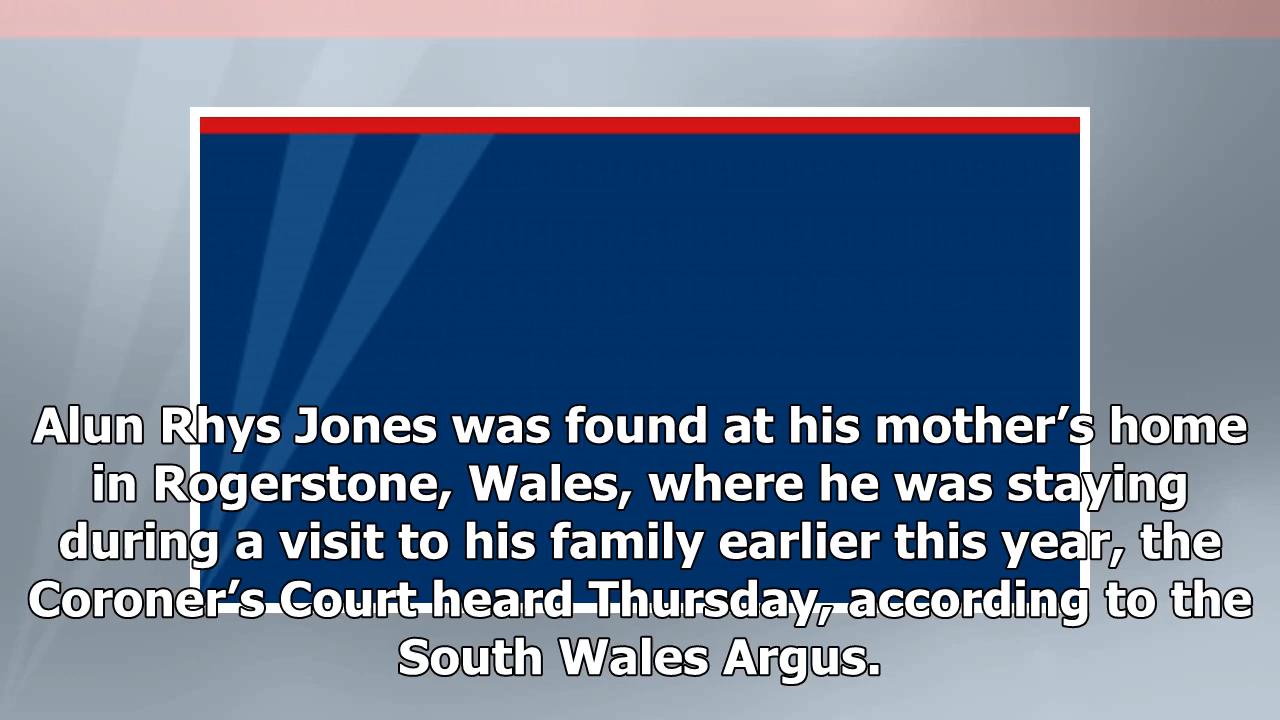 Alun Rhys Jones was found at his mother’s home
in Rogerstone, Wales, where he was staying
during a visit to his family earlier this year, the
Coroner’s Court heard Thursday, according to the
South Wales Argus.